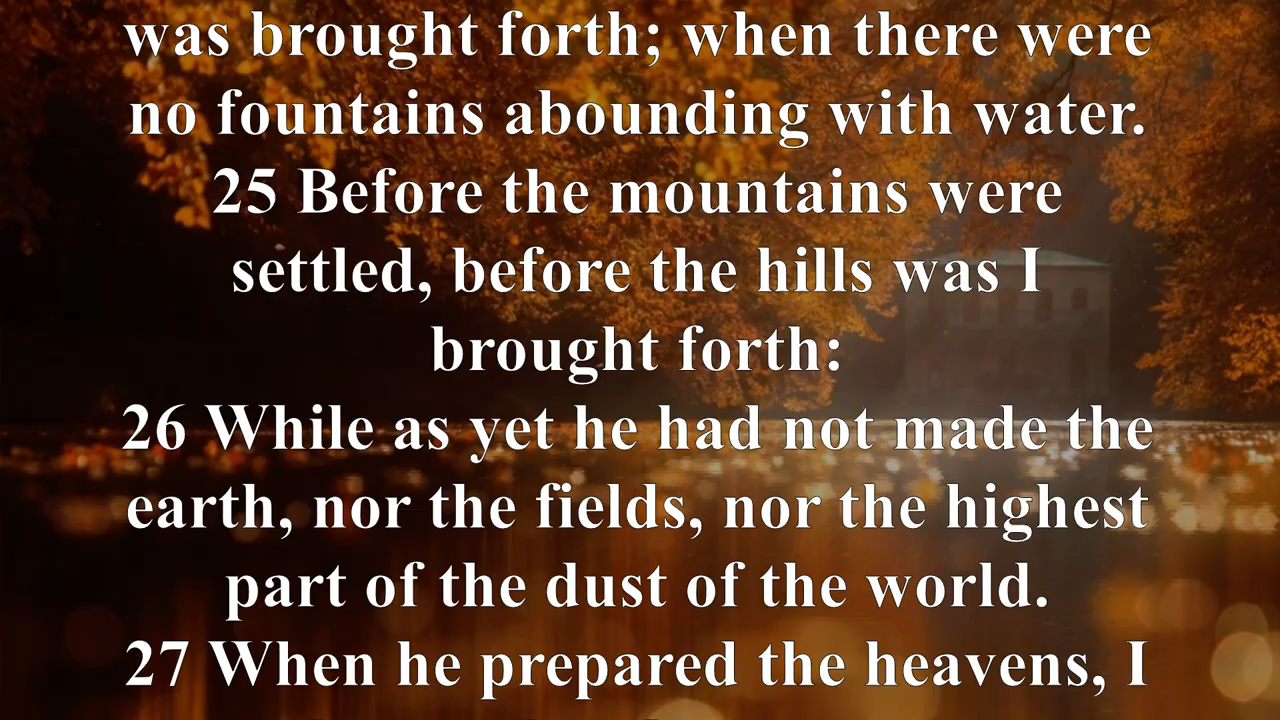 was brought forth; when there were
no fountains abounding with water.
25 Before the mountains were
settled, before the hills was I
brought forth:
26 While as yet he had not made the
earth, nor the fields, nor the highest
part of the dust of the world.
27 When he prepared the heavens, I